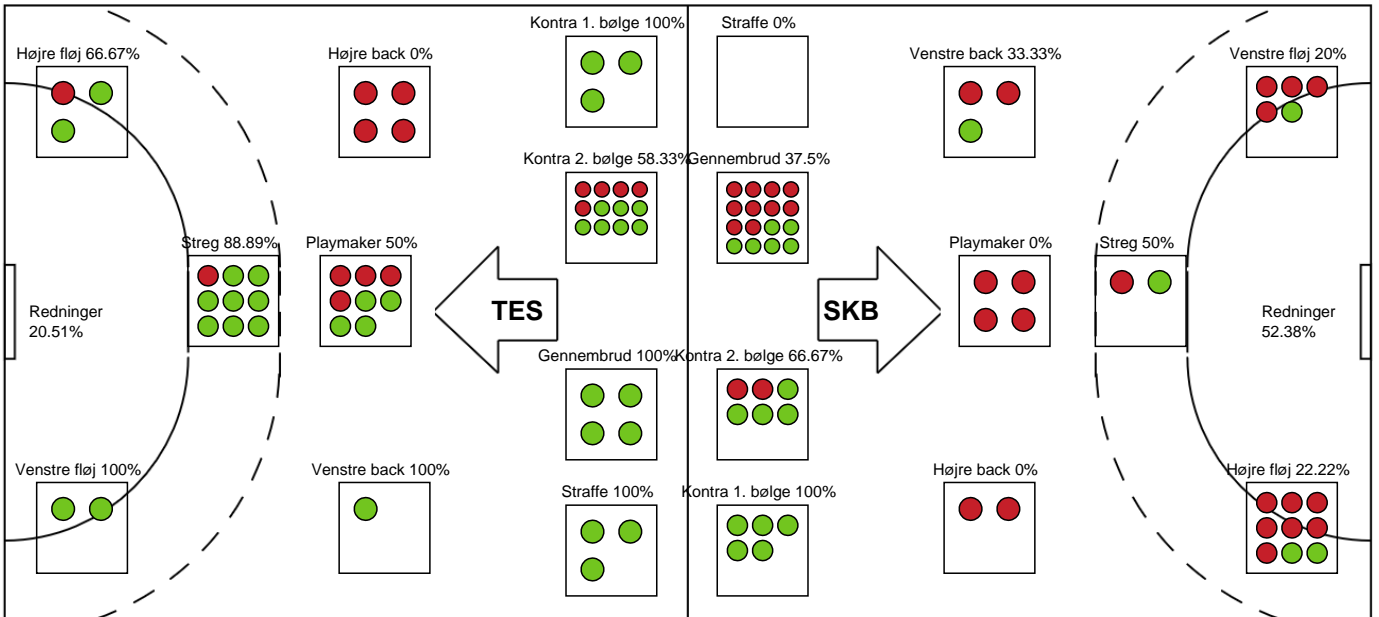 Kontra 1. bølge 100%
Straffe 0%
Højre fløj 66.67%
Højre back 0%
Venstre back 33.33%
Venstre fløj 20%
Kontra 2. bølge 58.33%
Gennembrud 37.5%
Streg 88.89%
Playmaker 50%
Playmaker 0%
Streg 50%
TES
SKB
Redninger
20.51%
Redninger
52.38%
Gennembrud 100%
Kontra 2. bølge 66.67%
Venstre fløj 100%
Venstre back 100%
Højre back 0%
Højre fløj 22.22%
Straffe 100%
Kontra 1. bølge 100%